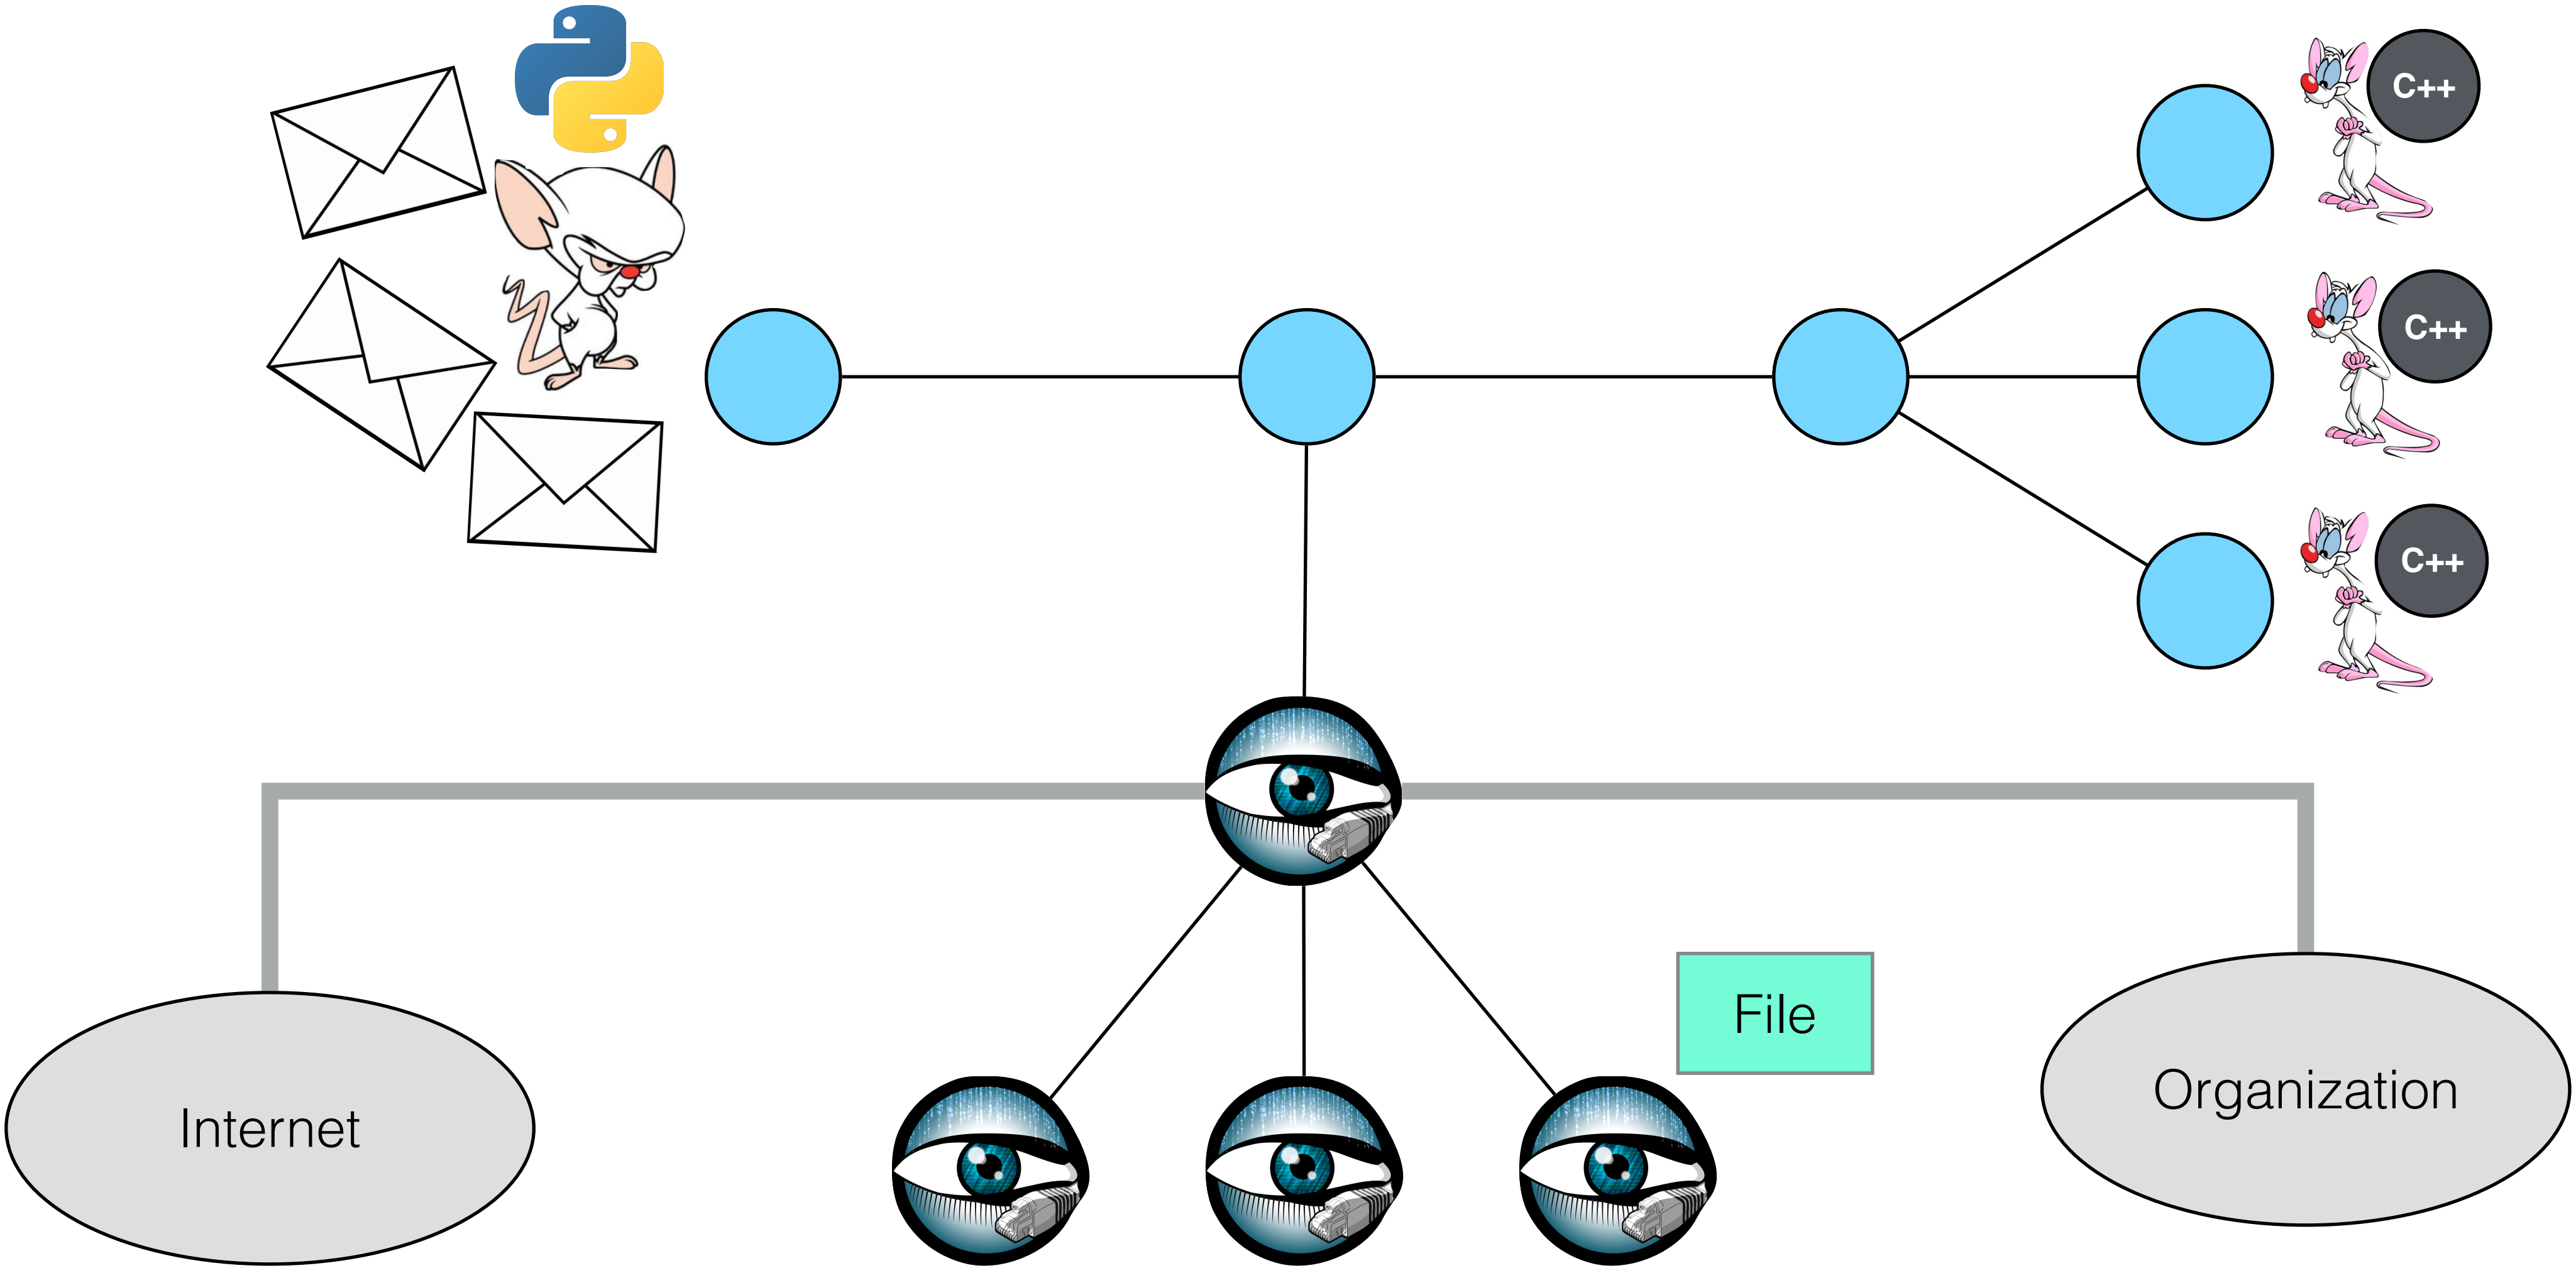 C++
C++
C++
File
Organization
Internet